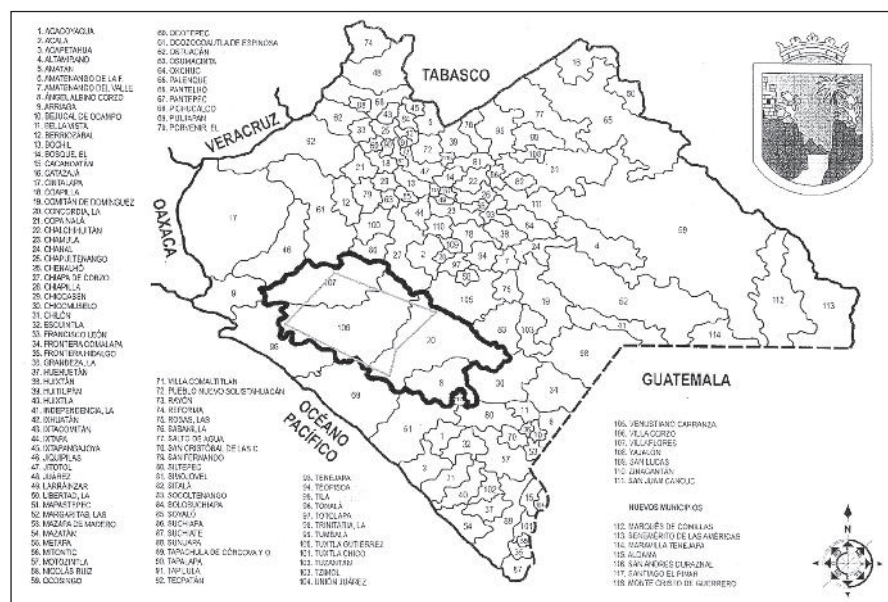 1. ACACOYAGUA
2. ACALA
3. ACAPETAHUA
4. ALTAMIRANO
5. AMATÁN
6. AMATENANGO DE LA F.
7. AMATENANGO DEL VALLE
8. ÁNGEL ALBINO CORZO
9. ARRIAGA
10. BEJUCAL DE OCAMPO
11. BELLA VISTA
12. BERRIOZÁBAL
13. BOCHIL
14. BOSQUE, EL
15. CACAHOATÁN
16. CATAZAJÁ
17. CINTALAPA
18. COAPILLA
19. COMITÁN DE DOMÍNGUEZ
20. CONCORDIA, LA
21. COPAINALÁ
22. CHALCHIHUITÁN
23. CHAMULA
24. CHANAL
25. CHAPULTENANGO
26. CHENALHÓ
27. CHIAPA DE CORZO
28. CHIAPILLA
29. CHICOASEN
30. CHICOMUSELO
31. CHILÓN
32. ESCUINTLA
33. FRANCISCO LEÓN
34. FRONTERA COMALAPA
35. FRONTERA HIDALGO
36. GRANDEZA, LA
37. HUEHUETÁN
38. HUIXTÁN
39. HUITIUPÁN
40. HUIXTLA
41. INDEPENDENCIA, LA
42. IXHUATÁN
43. IXTACOMITÁN
44. IXTAPA
45. IXTAPANGAJOYA
46. JIQUIPILAS
47. JITOTOL
48. JUÁREZ
49. LARRÁINZAR
50. LIBERTAD, LA
51. MAPASTEPEC
52. MARGARITAS, LAS
53. MAZAPA DE MADERO
54. MAZATÁN
55. METAPA
56. MITONTIC
57. MOTOZINTLA
58. NICOLÁS RUIZ
59. OCOSINGO
60. OCOTEPEC
61. OCOZOCOAUTLA DE ESPINOSA
62. OSTUACÁN
63. OSUMACINTA
64. OXCHUC
65. PALENQUE
66. PANTELHO
67. PANTEPEC
68. PICHUCALCO
69. PIJIJIAPAN
70. PORVENIR, EL
71. VILLA COMALTITLAN
72. PUEBLO NUEVO SOLISTAHUACÁN
73. RAYÓN
74. REFORMA
75. ROSAS, LAS
76. SABANILLA
77. SALTO DE AGUA
78. SAN CRISTÓBAL DE LAS C.
79. SAN FERNANDO
80. SILTEPEC
81. SIMOJOVEL
82. SITALÁ
83. SOCOLTENANGO
84. SOLOSUCHIAPA
85. SOYALÓ
86. SUCHIAPA
87. SUCHIATE
88. SUNUAPA
89. TAPACHULA DE CÓRDOVA Y O.
90. TAPALAPA
91. TAPILULA
92. TECPATÁN
93. TENEJAPA
94. TEOPISCA
95. TILA
96. TONALÁ
97. TOTOLAPA
98. TRINITARIA, LA
99. TUMBALÁ
100. TUXTLA GUTIÉRREZ
101. TUXTLA CHICO
102. TUZANTÁN
103. TZIMOL
104. UNIÓN JUÁREZ
105. VENUSTIANO CARRANZA
106. VILLA CORZO
107. VILLAFLORES
108. YAJALÓN
109. SAN LUCAS
110. ZINACANTÁN
111. SAN JUAN CANCUC
NUEVOS MUNICIPIOS
112. MARQUÉS DE COMILLAS
113. BENEMÉRITO DE LAS AMÉRICAS
114. MARAVILLA TENEJAPA
115. ALDAMA
116. SAN ANDRÉS DURAZNAL
117. SANTIAGO EL PINAR
118. MONTE CRISTO DE GUERRERO
TABASCO
VERACRUZ
OAXACA
OCÉANO
PACÍFICO
GUATEMALA
N